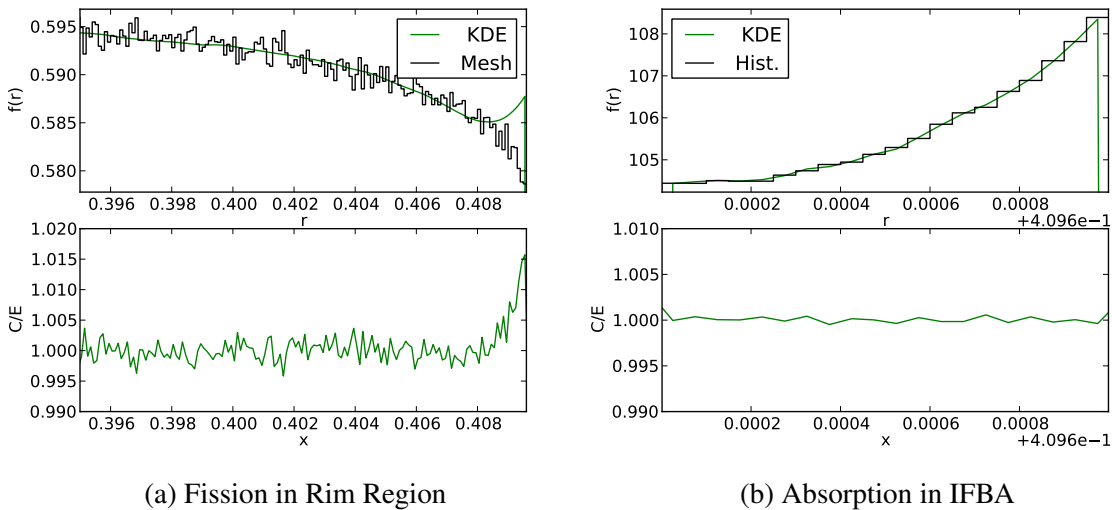 0.595
0.590
0.585
0.580
f(r)
KDE
Mesh
0.396 0.398 0.400 0.402 0.404 0.406 0.408
r
1.020
1.015
1.010
1.005
1.000
0.995
0.990
C/E
0.396 0.398 0.400 0.402 0.404 0.406 0.408
x
(a) Fission in Rim Region
108
107
106
105
104
f(r)
KDE
Hist.
0.0002 0.0004 0.0006 0.0008
r
+4.096e−1
1.010
1.005
1.000
0.995
0.990
C/E
0.0002 0.0004 0.0006 0.0008
x
+4.096e−1
(b) Absorption in IFBA